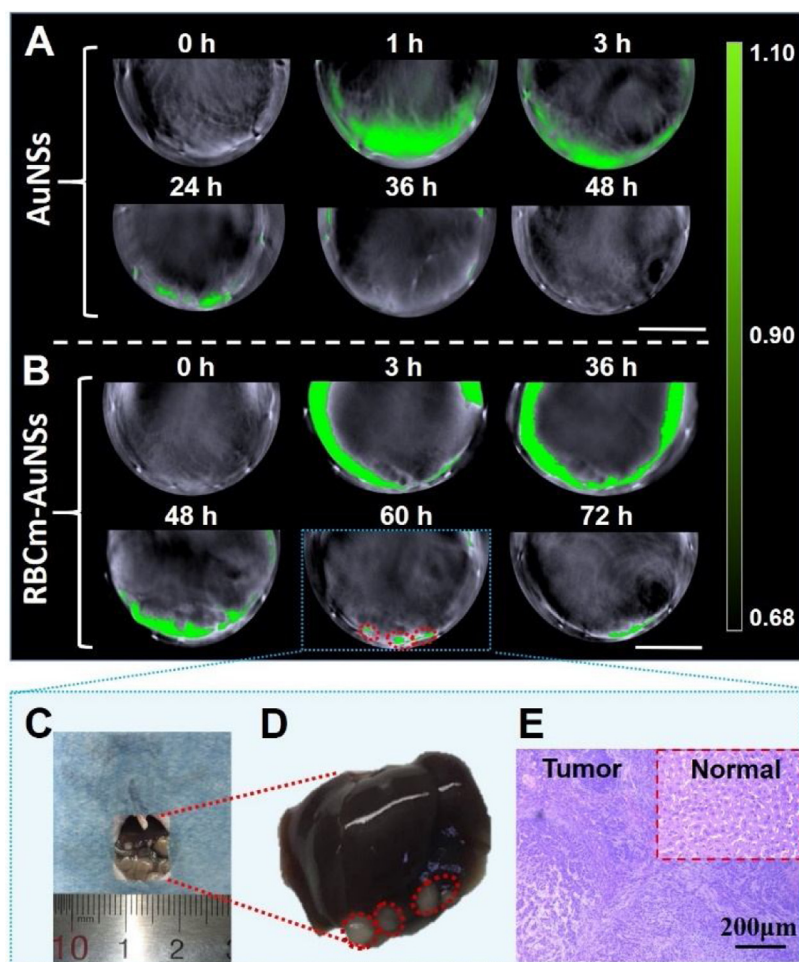 A
0 h 1 h 3 h
1.10
AuNSs
24 h 36 h 48 h
0.90
B
0 h 3 h 36 h
RBCm-AuNSs
48 h 60 h 72 h
0.68
C D E
Tumor Normal
mm
10 1 2
200μm